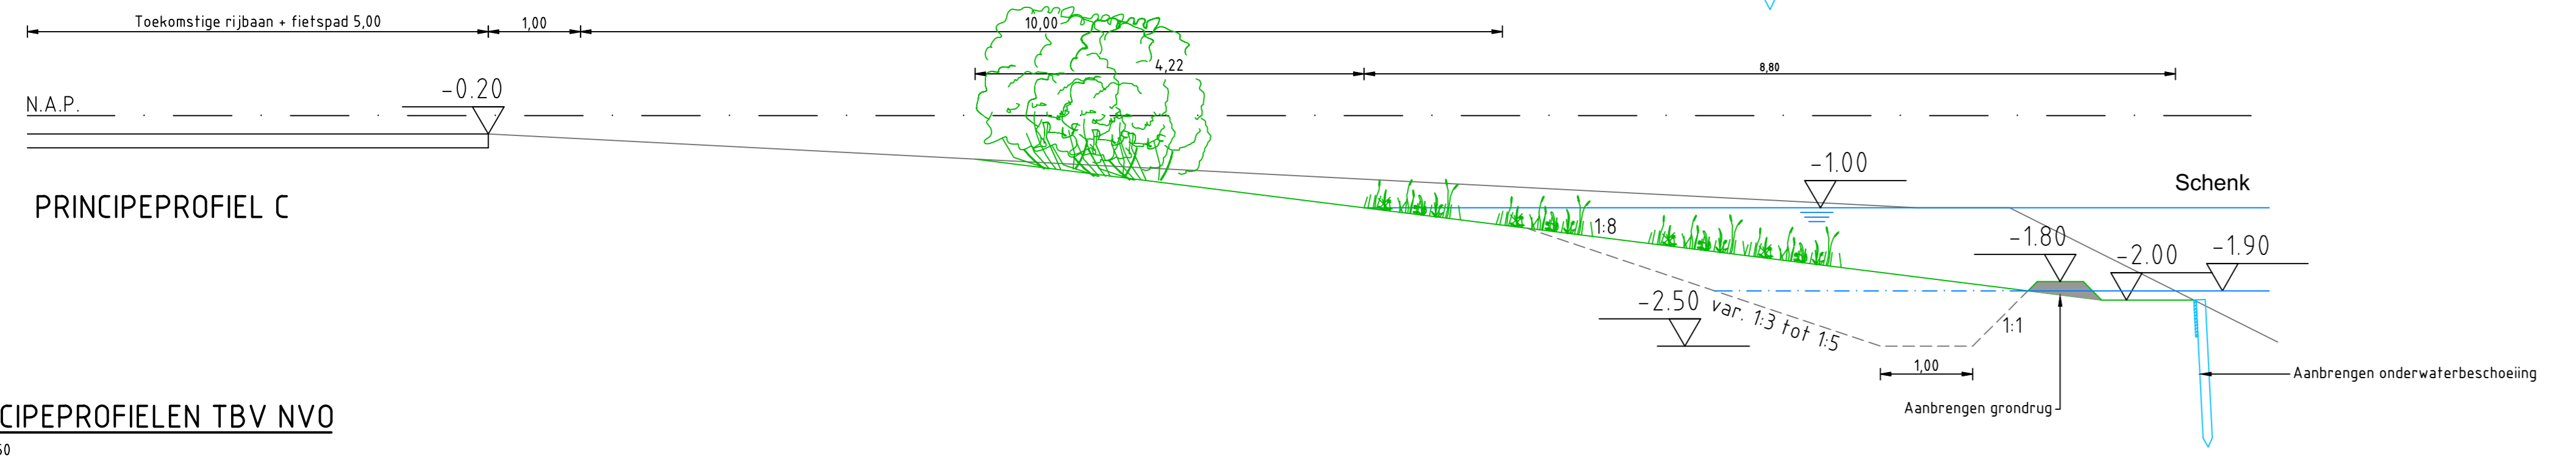 Toekomstige rijbaan + fietspad 5,00
1,00
10,00
4,22
8,80
N.A.P.
-0.20
-1.00
Schenk
PRINCIPEPROFIEL C
1:8
-1.80
-2.00
-1.90
-2.50
var. 1:3 tot 1:5
1:1
1,00
Aanbrengen onderwaterbeschoeiing
Aanbrengen grondrug
CIPEPROFIELEN TBV NVO
50